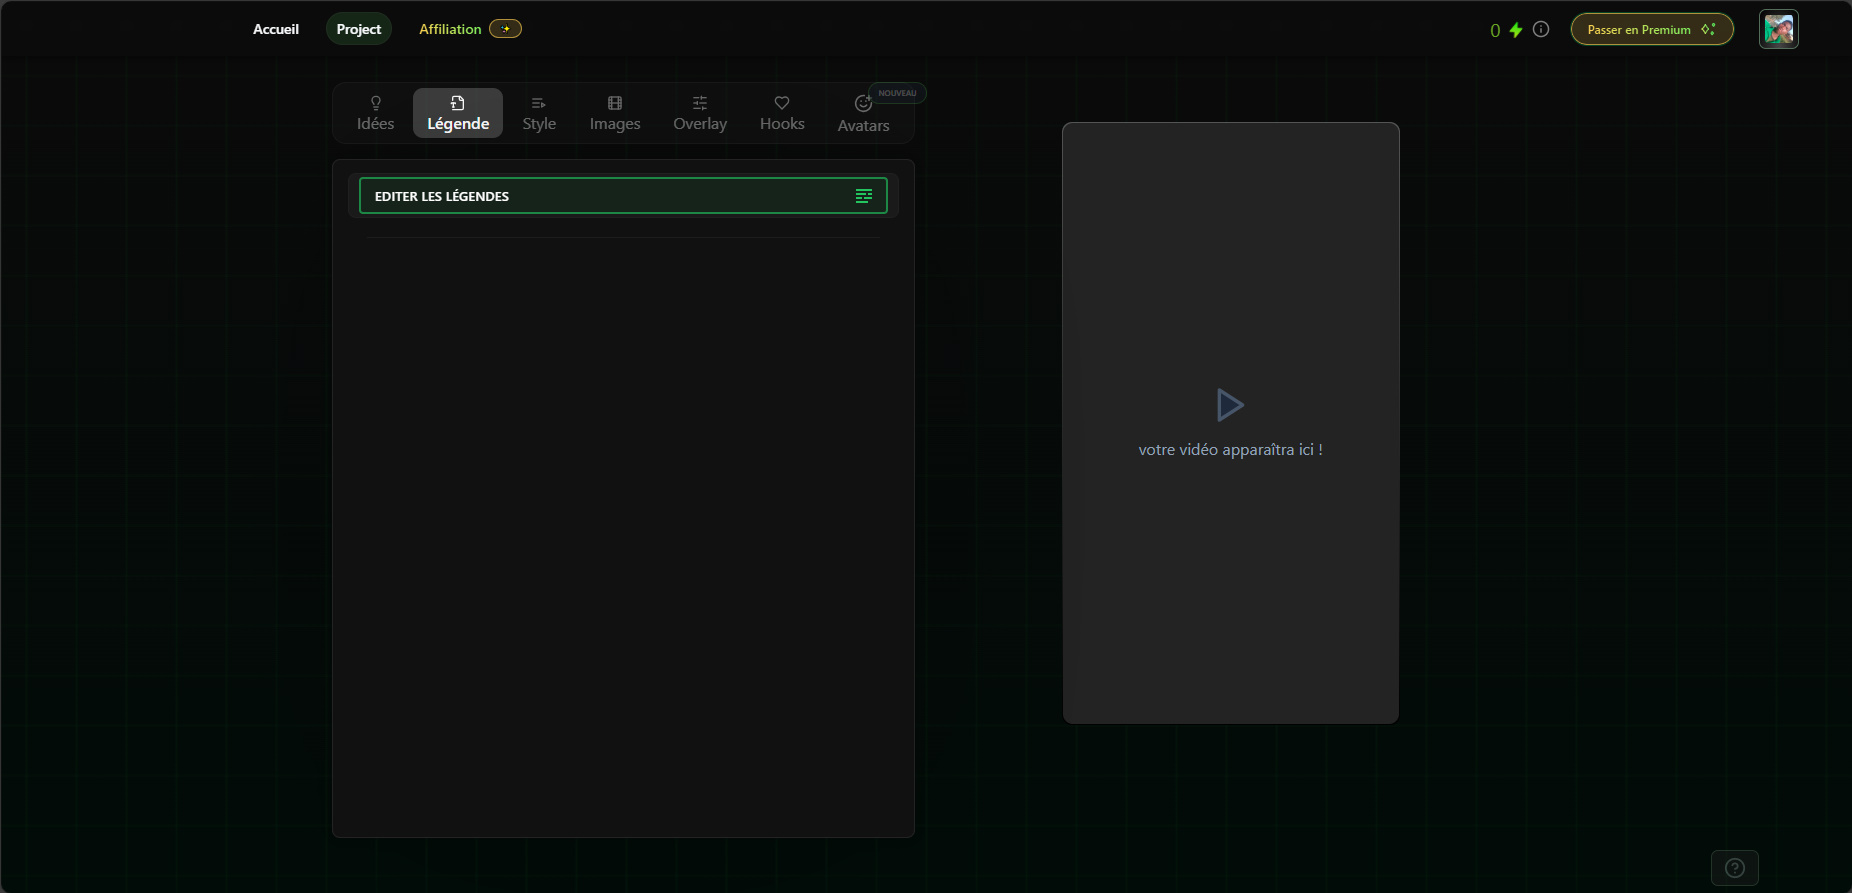 Accueil
Project
Affiliation
0
Passer en Premium
Idées
Légende
Style
Images
Overlay
Hooks
Avatars
NOUVEAU
EDITER LES LÉGENDES
votre vidéo apparaîtra ici !